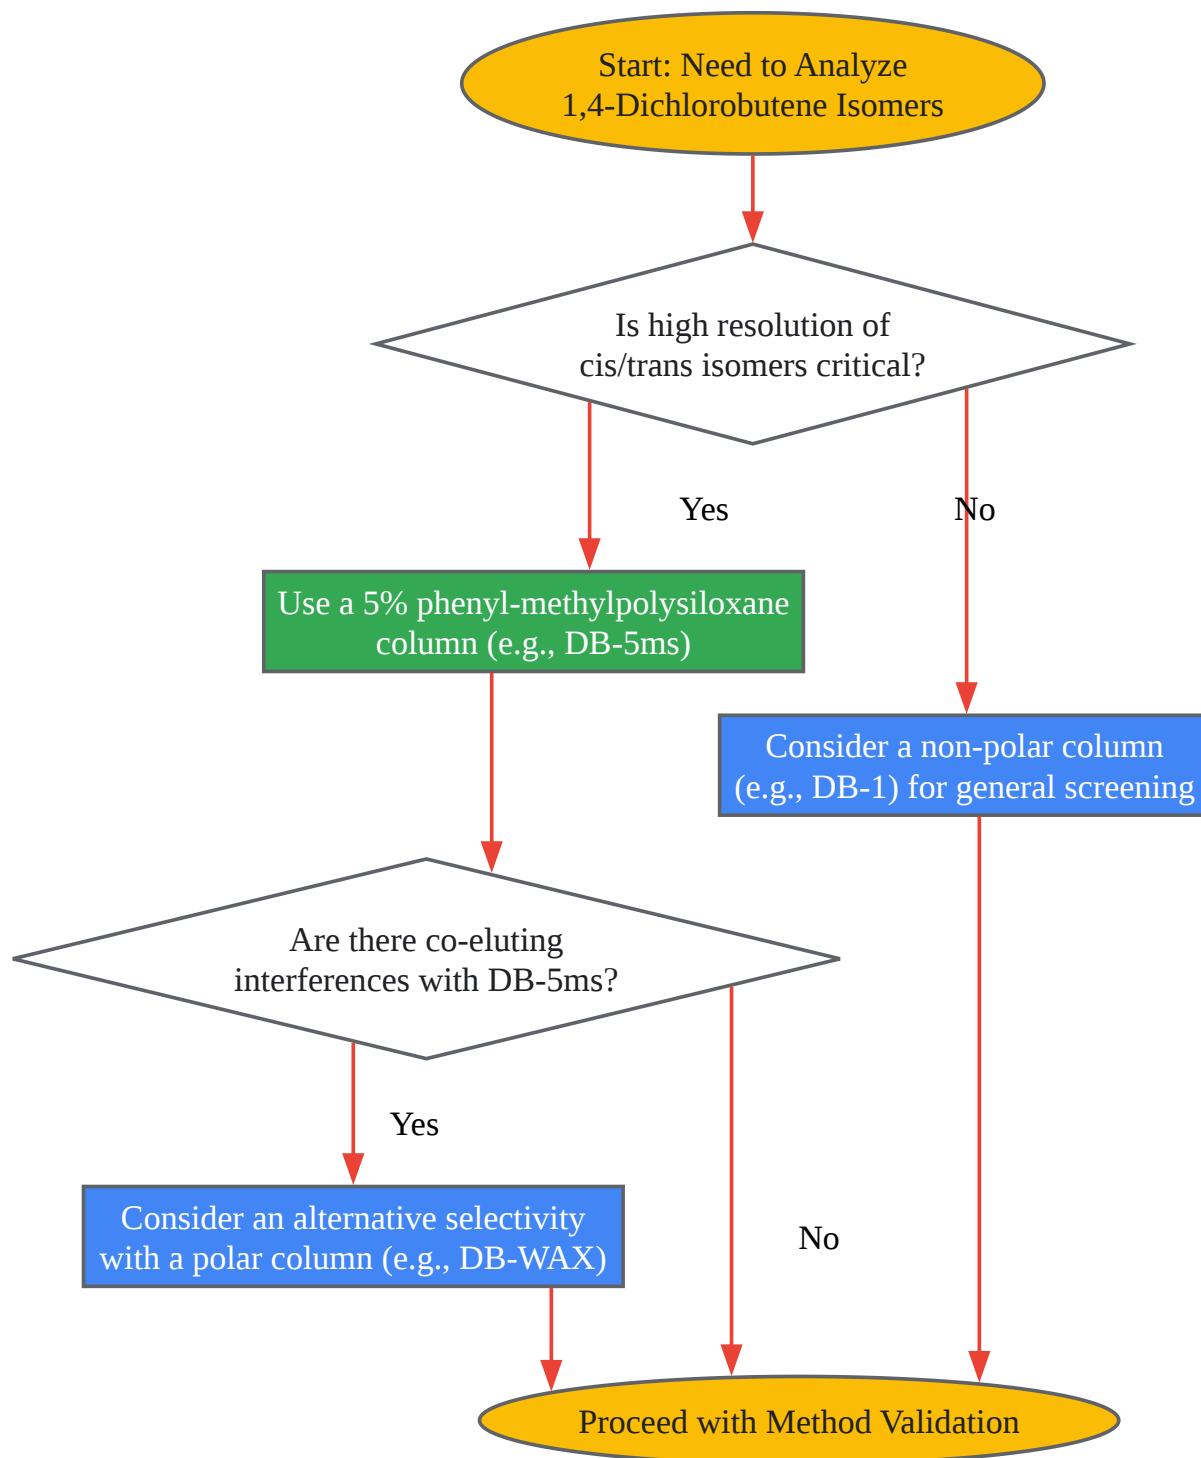 Start: Need to Analyze
1,4-Dichlorobutene Isomers
Is high resolution of
cis/trans isomers critical?
Yes
No
Use a 5% phenyl-methylpolysiloxane
column (e.g., DB-5ms)
Consider a non-polar column
(e.g., DB-1) for general screening
Are there co-eluting
interferences with DB-5ms?
Yes
Consider an alternative selectivity
with a polar column (e.g., DB-WAX)
No
Proceed with Method Validation